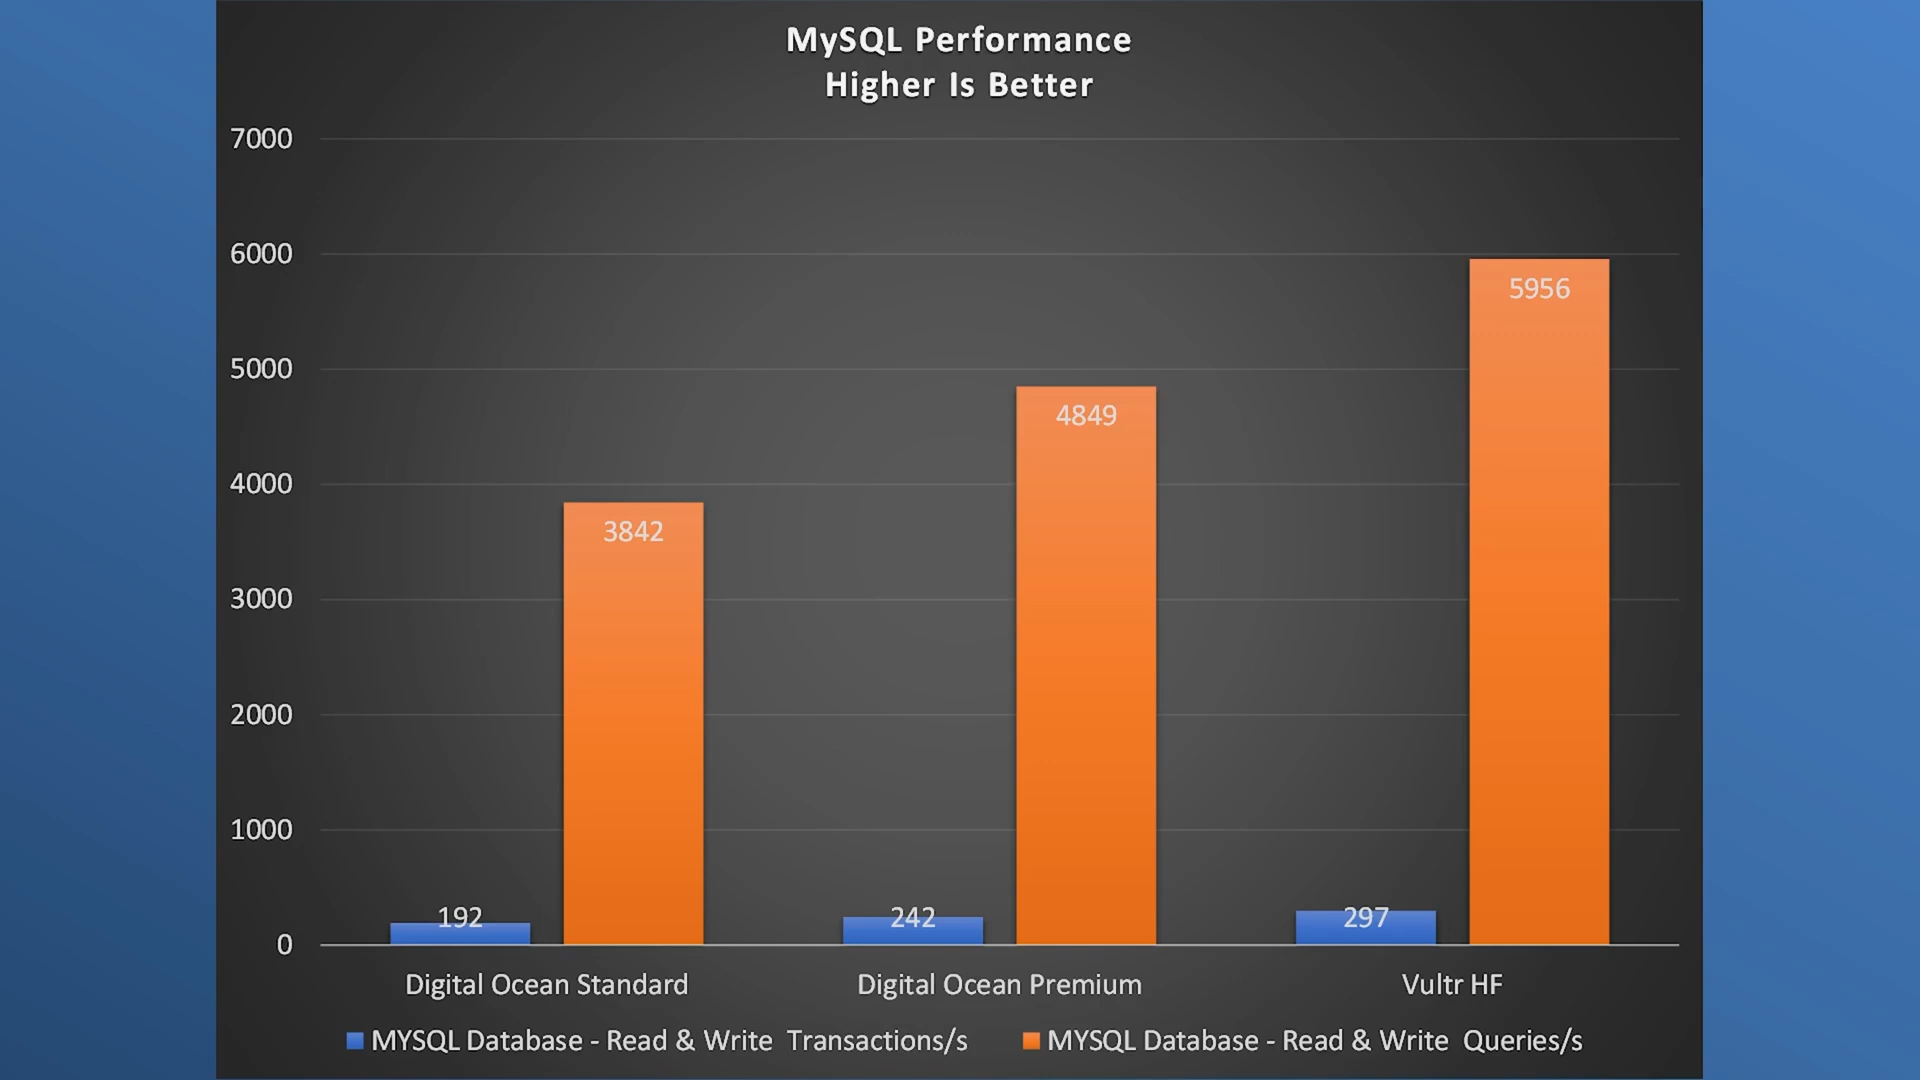 MySQL Performance
Higher Is Better
7000
6000
5000
4000
3000
2000
1000
0
192
3842
242
4849
297
5956
Digital Ocean Standard
Digital Ocean Premium
Vultr HF
MYSQL Database - Read & Write Transactions/s
MYSQL Database - Read & Write Queries/s